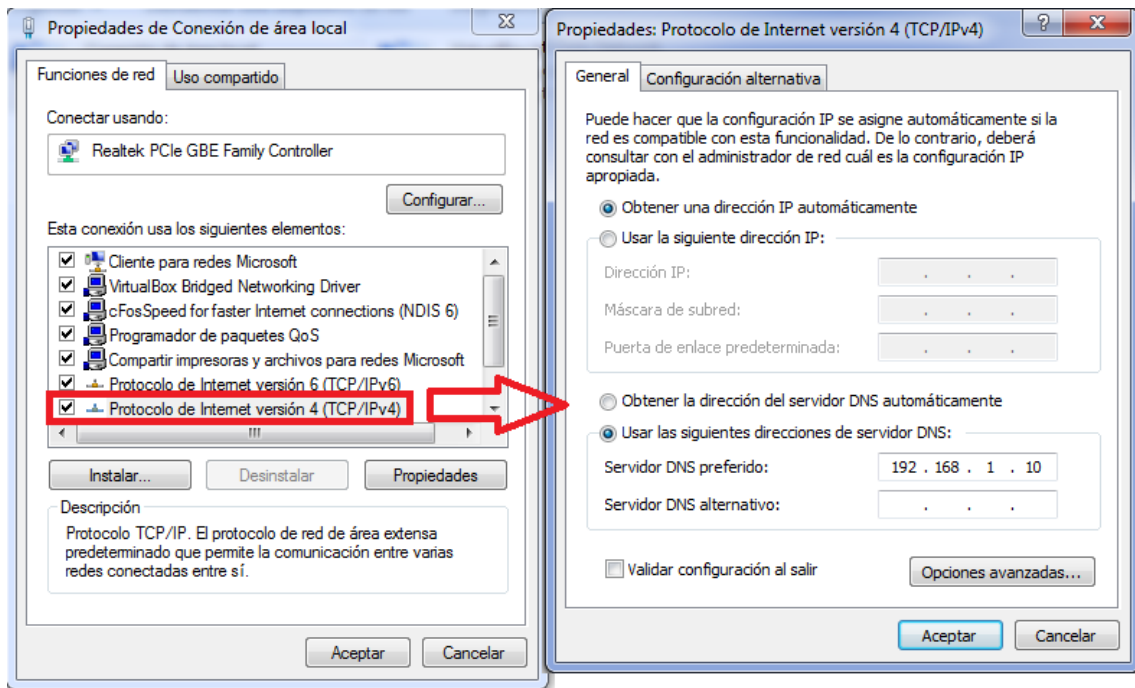 Propiedades de Conexión de área local
Funciones de red
Uso compartido
Conectar usando:
Realtek PCIe GBE Family Controller
Configurar...
Esta conexión usa los siguientes elementos:
Cliente para redes Microsoft
VirtualBox Bridged Networking Driver
cFosSpeed for faster Internet connections (NDIS 6)
Programador de paquetes QoS
Compartir impresoras y archivos para redes Microsoft
Protocolo de Internet versión 6 (TCP/IPv6)
Protocolo de Internet versión 4 (TCP/IPv4)
Instalar...
Desinstalar
Propiedades
Descripción
Protocolo TCP/IP. El protocolo de red de área extensa
predeterminado que permite la comunicación entre varias
redes conectadas entre sí.
Aceptar
Cancelar
Propiedades: Protocolo de Internet versión 4 (TCP/IPv4)
General
Configuración alternativa
Puede hacer que la configuración IP se asigne automáticamente si la
red es compatible con esta funcionalidad. De lo contrario, deberá
consultar con el administrador de red cuál es la configuración IP
apropiada.
Obtener una dirección IP automáticamente
Usar la siguiente dirección IP:
Dirección IP:
Máscara de subred:
Puerta de enlace predeterminada:
Obtener la dirección del servidor DNS automáticamente
Usar las siguientes direcciones de servidor DNS:
Servidor DNS preferido:
192 . 168 . 1 . 10
Servidor DNS alternativo:
Validar configuración al salir
Opciones avanzadas...
Aceptar
Cancelar